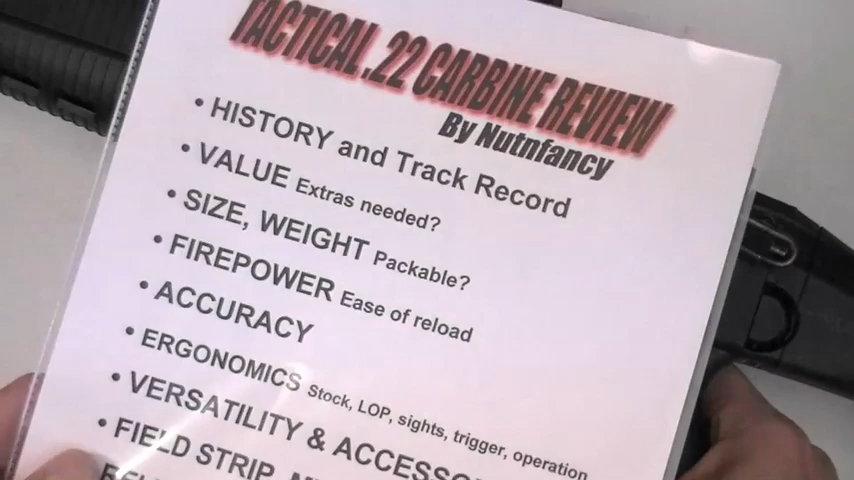 TACTICAL .22 CARBINE REVIEW
By Nutnfancy
• HISTORY and Track Record
• VALUE Extras needed?
• SIZE, WEIGHT Packable?
• FIREPOWER Ease of reload
• ACCURACY
• ERGONOMICS Stock, LOP, sights, trigger, operation
• VERSATILITY & ACCESSO
• FIELD STRIP,